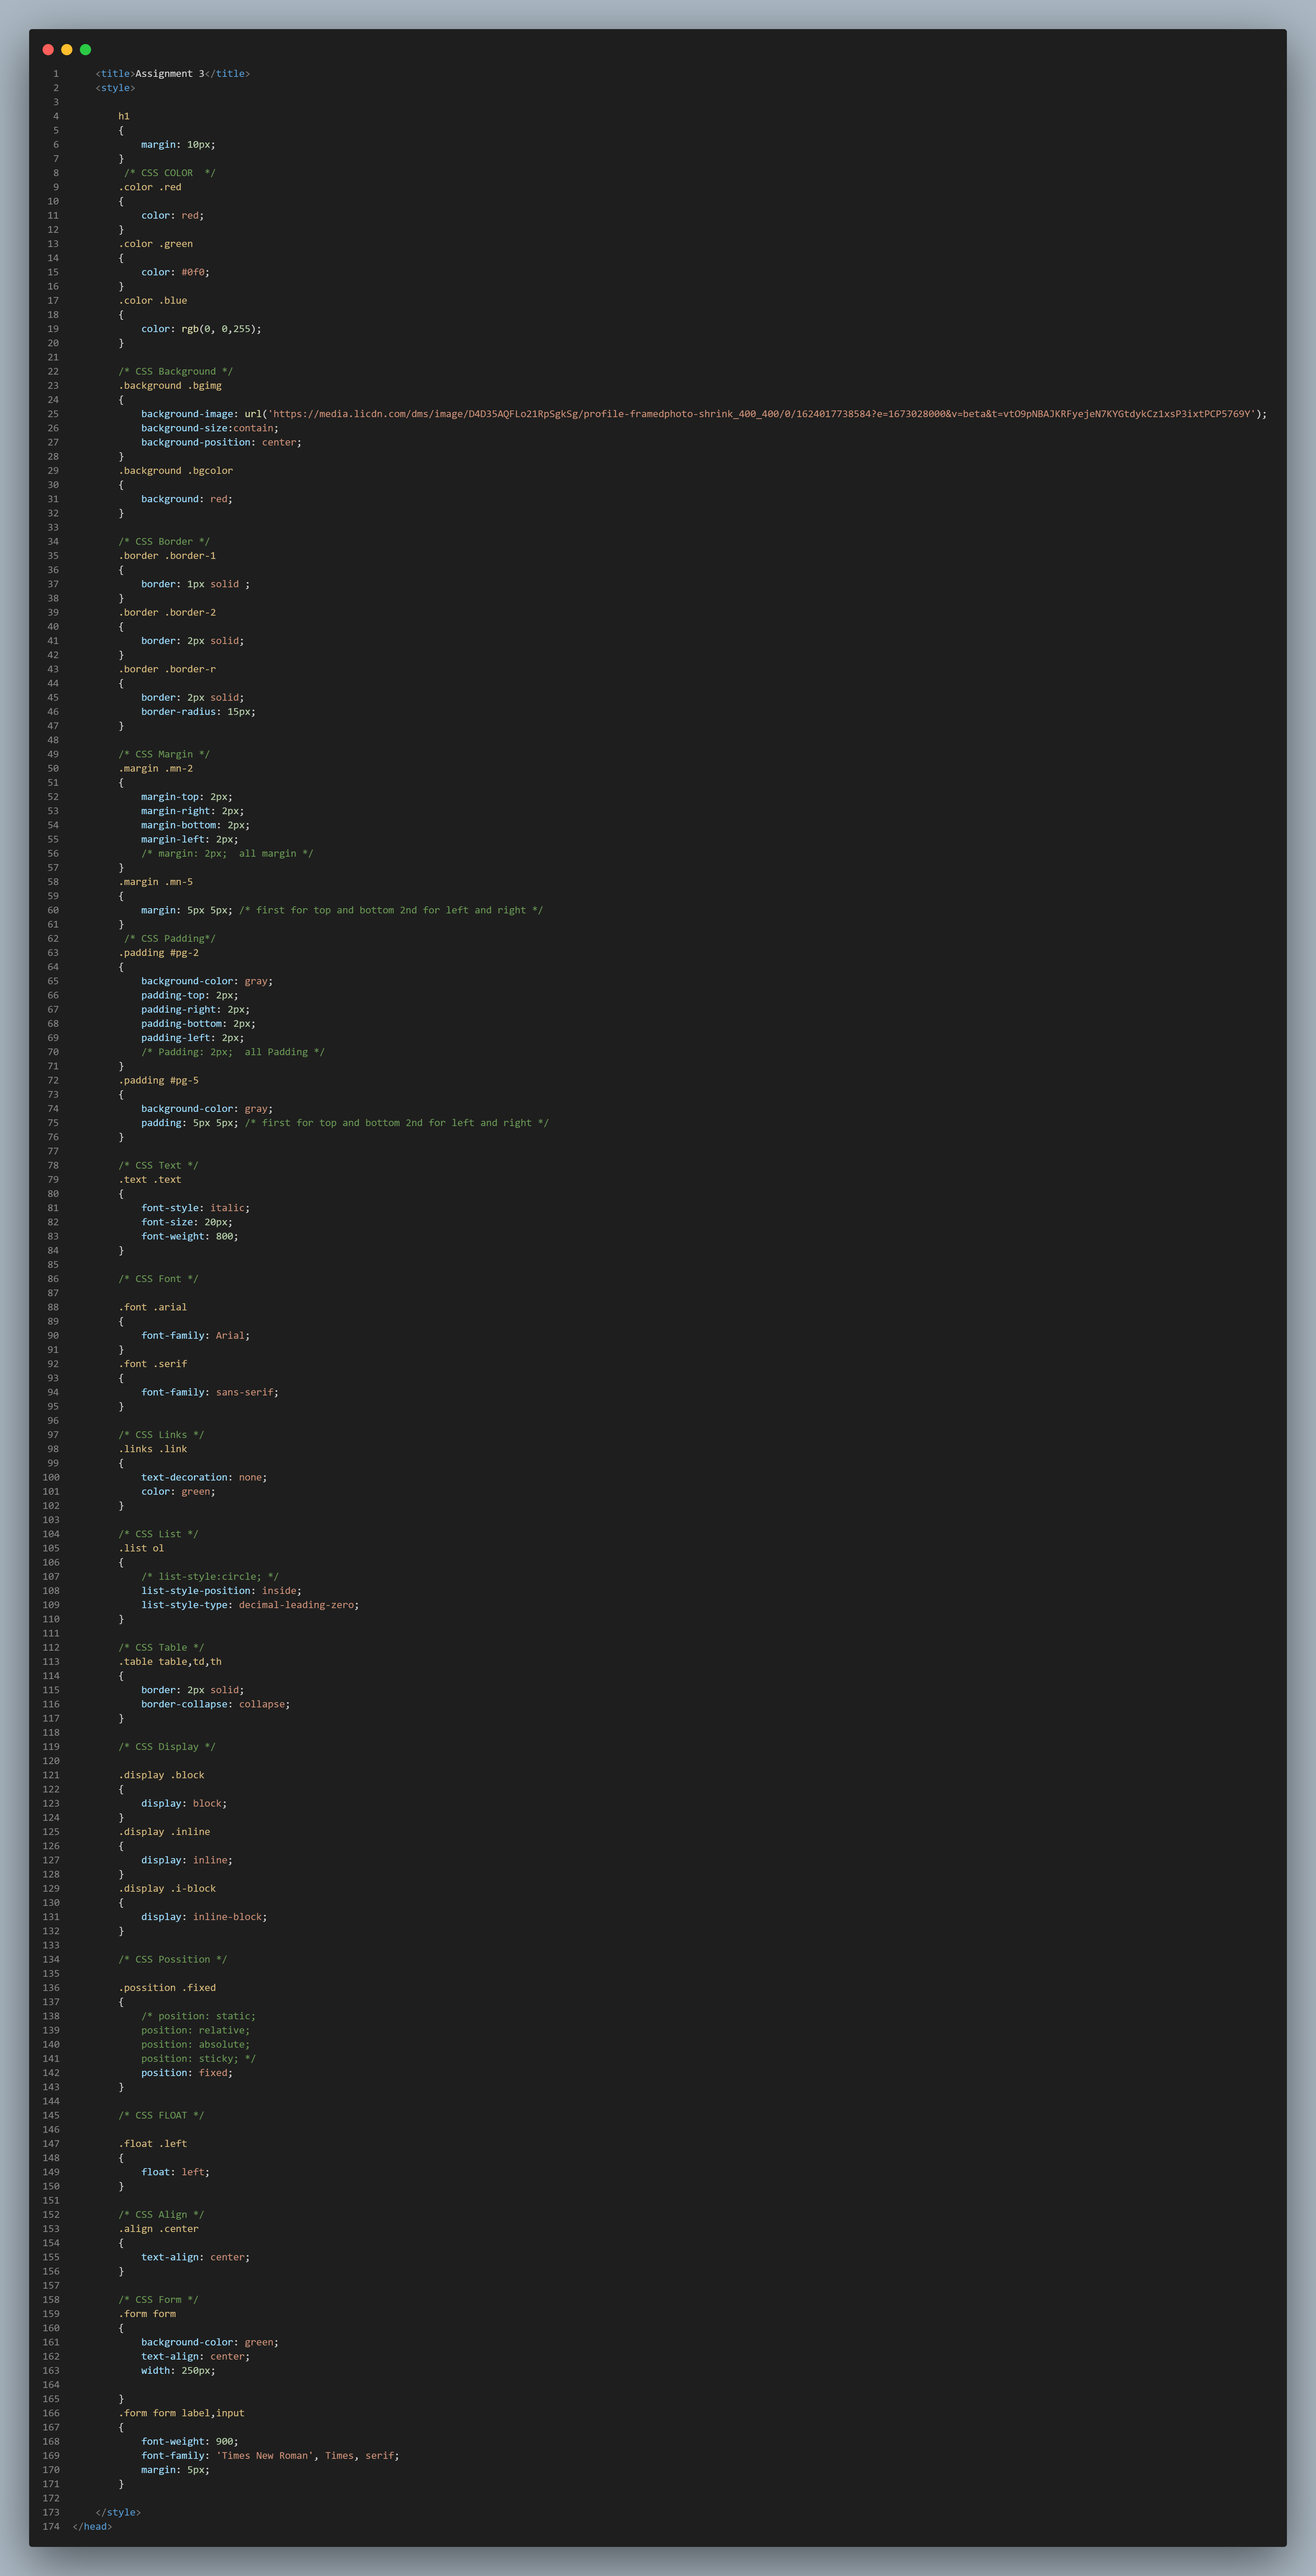 1 <title>Assignment 3</title>
2 <style>
3
4 h1
5 {
6 margin: 10px;
7 }
8 /* CSS COLOR  */
9 .color .red
10 {
11 color: red;
12 }
13 .color .green
14 {
15 color: #0f0;
16 }
17 .color .blue
18 {
19 color: rgb(0, 0,255);
20 }
21
22 /* CSS Background */
23 .background .bgimg
24 {
25 background-image: url('https://media.licdn.com/dms/image/D4D35AQFLo21RpSgkSg/profile-framedphoto-shrink_400_400/0/1624017738584?e=1673028000&v=beta&t=vtO9pNBAJKRFyejeN7KYGtdykCz1xsP3ixtPCP5769Y');
26 background-size:contain;
27 background-position: center;
28 }
29 .background .bgcolor
30 {
31 background: red;
32 }
33
34 /* CSS Border */
35 .border .border-1
36 {
37 border: 1px solid ;
38 }
39 .border .border-2
40 {
41 border: 2px solid;
42 }
43 .border .border-r
44 {
45 border: 2px solid;
46 border-radius: 15px;
47 }
48
49 /* CSS Margin */
50 .margin .mn-2
51 {
52 margin-top: 2px;
53 margin-right: 2px;
54 margin-bottom: 2px;
55 margin-left: 2px;
56 /* margin: 2px;  all margin */
57 }
58 .margin .mn-5
59 {
60 margin: 5px 5px; /* first for top and bottom 2nd for left and right */
61 }
62 /* CSS Padding*/
63 .padding #pg-2
64 {
65 background-color: gray;
66 padding-top: 2px;
67 padding-right: 2px;
68 padding-bottom: 2px;
69 padding-left: 2px;
70 /* Padding: 2px;  all Padding */
71 }
72 .padding #pg-5
73 {
74 background-color: gray;
75 padding: 5px 5px; /* first for top and bottom 2nd for left and right */
76 }
77
78 /* CSS Text */
79 .text .text
80 {
81 font-style: italic;
82 font-size: 20px;
83 font-weight: 800;
84 }
85
86 /* CSS Font */
87
88 .font .arial
89 {
90 font-family: Arial;
91 }
92 .font .serif
93 {
94 font-family: sans-serif;
95 }
96
97 /* CSS Links */
98 .links .link
99 {
100 text-decoration: none;
101 color: green;
102 }
103
104 /* CSS List */
105 .list ol
106 {
107 /* list-style:circle; */
108 list-style-position: inside;
109 list-style-type: decimal-leading-zero;
110 }
111
112 /* CSS Table */
113 .table table,td,th
114 {
115 border: 2px solid;
116 border-collapse: collapse;
117 }
118
119 /* CSS Display */
120
121 .display .block
122 {
123 display: block;
124 }
125 .display .inline
126 {
127 display: inline;
128 }
129 .display .i-block
130 {
131 display: inline-block;
132 }
133
134 /* CSS Possition */
135
136 .possition .fixed
137 {
138 /* position: static;
139 position: relative;
140 position: absolute;
141 position: sticky; */
142 position: fixed;
143 }
144
145 /* CSS FLOAT */
146
147 .float .left
148 {
149 float: left;
150 }
151
152 /* CSS Align */
153 .align .center
154 {
155 text-align: center;
156 }
157
158 /* CSS Form */
159 .form form
160 {
161 background-color: green;
162 text-align: center;
163 width: 250px;
164
165 }
166 .form form label,input
167 {
168 font-weight: 900;
169 font-family: 'Times New Roman', Times, serif;
170 margin: 5px;
171 }
172
173 </style>
174 </head>